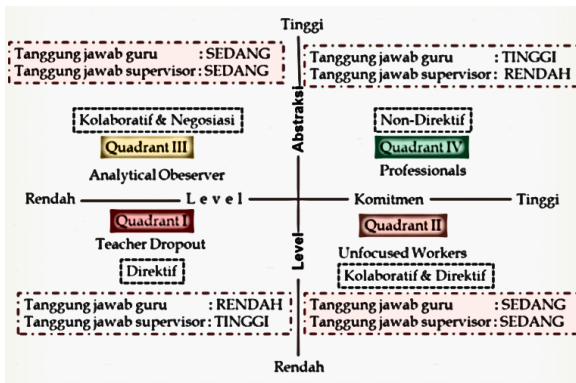 Tinggi
Tanggung jawab guru : SEDANG
Tanggung jawab supervisor : SEDANG
Tanggung jawab guru : TINGGI
Tanggung jawab supervisor : RENDAH
Kolaboratif & Negosiasi
Quadrant III
Analytical Obeserver
Abstraksi
Non-Direktif
Quadrant IV
Professionals
Rendah
Level
Komitmen
Tinggi
Quadrant I
Teacher Dropout
Direktif
Level
Quadrant II
Unfocused Workers
Kolaboratif & Direktif
Tanggung jawab guru : RENDAH
Tanggung jawab supervisor : TINGGI
Tanggung jawab guru : SEDANG
Tanggung jawab supervisor : SEDANG
Rendah